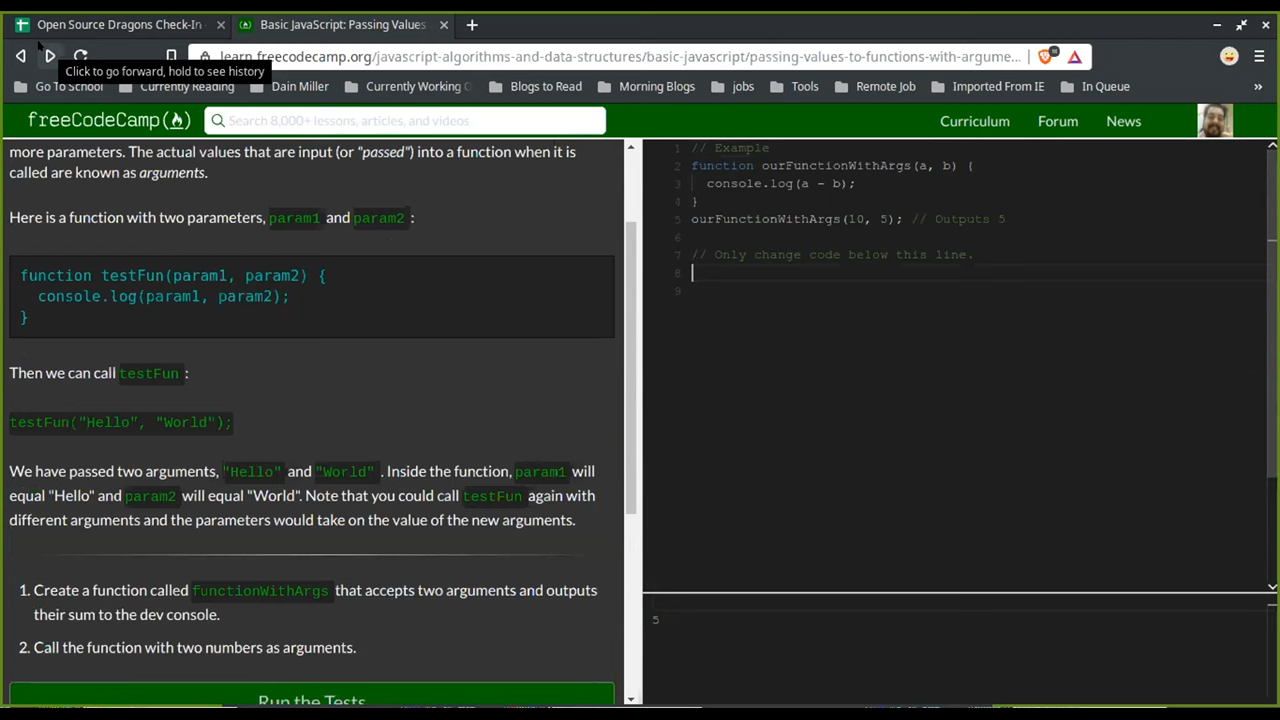 Open Source Dragons Check-In
Basic JavaScript: Passing Values
learn.freecodecamp.org/javascript-algorithms-and-data-structures/basic-javascript/passing-values-to-functions-with-argume...
Click to go forward, hold to see history
Go To School
Currently Reading
Dain Miller
Currently Working
Blogs to Read
Morning Blogs
jobs
Tools
Remote Job
Imported From IE
In Queue
»
freeCodeCamp
Search 8,000+ lessons, articles, and videos
Curriculum
Forum
News
more parameters. The actual values that are input (or "passed") into a function when it is
called are known as arguments.
Here is a function with two parameters, param1 and param2 :
function testFun(param1, param2) {
console.log(param1, param2);
}
Then we can call testFun :
testFun("Hello", "World");
We have passed two arguments, "Hello" and "World" . Inside the function, param1 will
equal "Hello" and param2 will equal "World". Note that you could call testFun again with
different arguments and the parameters would take on the value of the new arguments.
1. Create a function called functionWithArgs that accepts two arguments and outputs
their sum to the dev console.
2. Call the function with two numbers as arguments.
Run the Tests
1 // Example
2 function ourFunctionWithArgs(a, b) {
3 console.log(a - b);
4 }
5 ourFunctionWithArgs(10, 5); // Outputs 5
6
7 // Only change code below this line.
8
9
5